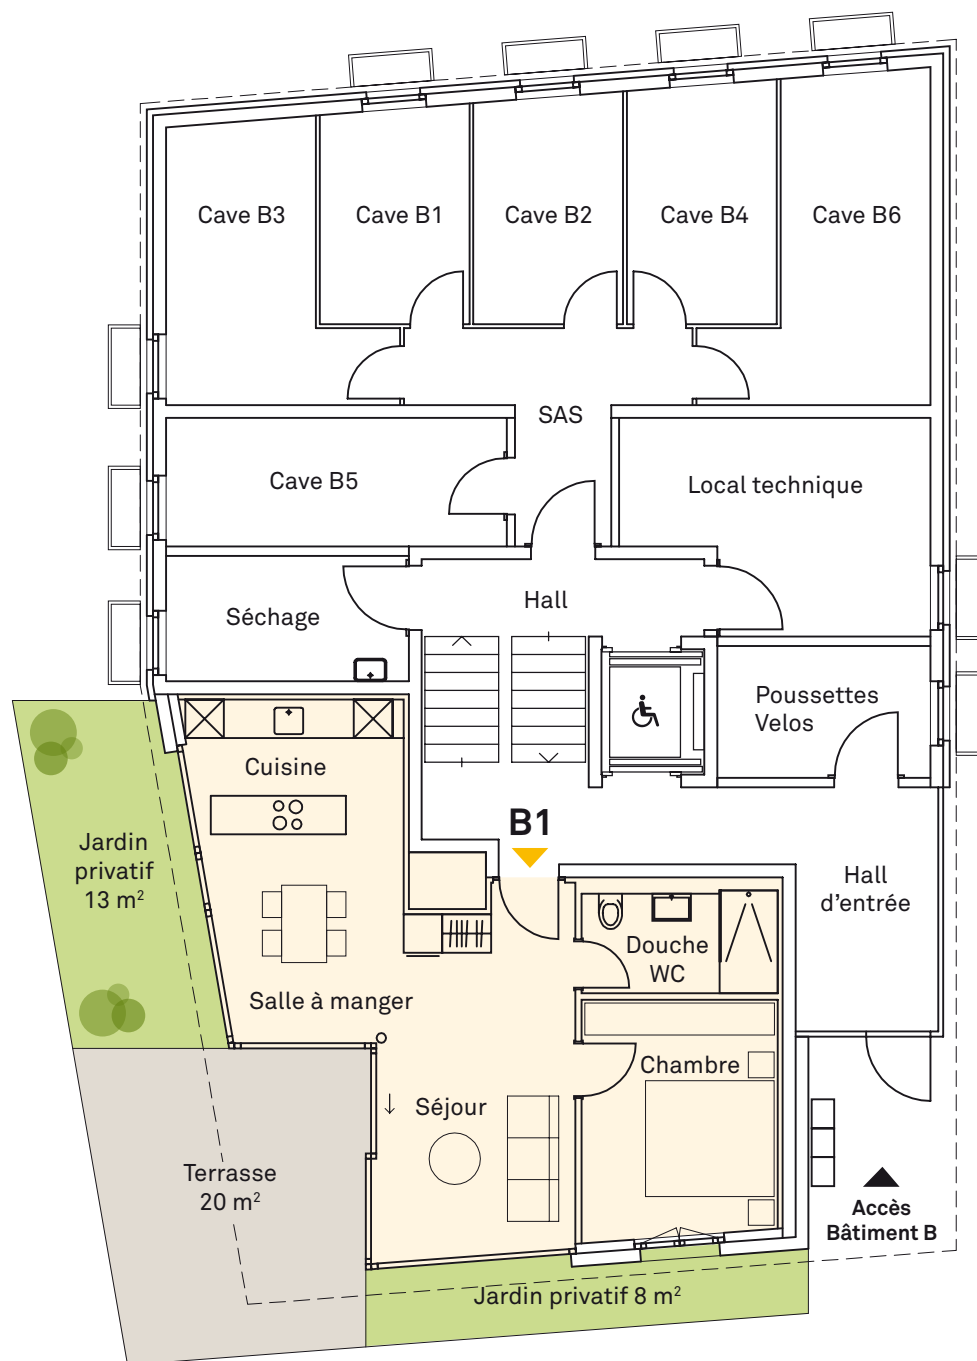 Cave B3
Cave B1
Cave B2
Cave B4
Cave B6
SAS
Cave B5
Local technique
Hall
Séchage
Poussettes
Velos
Cuisine
B1
Jardin
privatif
13 m²
Hall
d’entrée
Douche
WC
Salle à manger
Chambre
Séjour
Terrasse
20 m²
Accès
Bâtiment B
Jardin privatif 8 m²